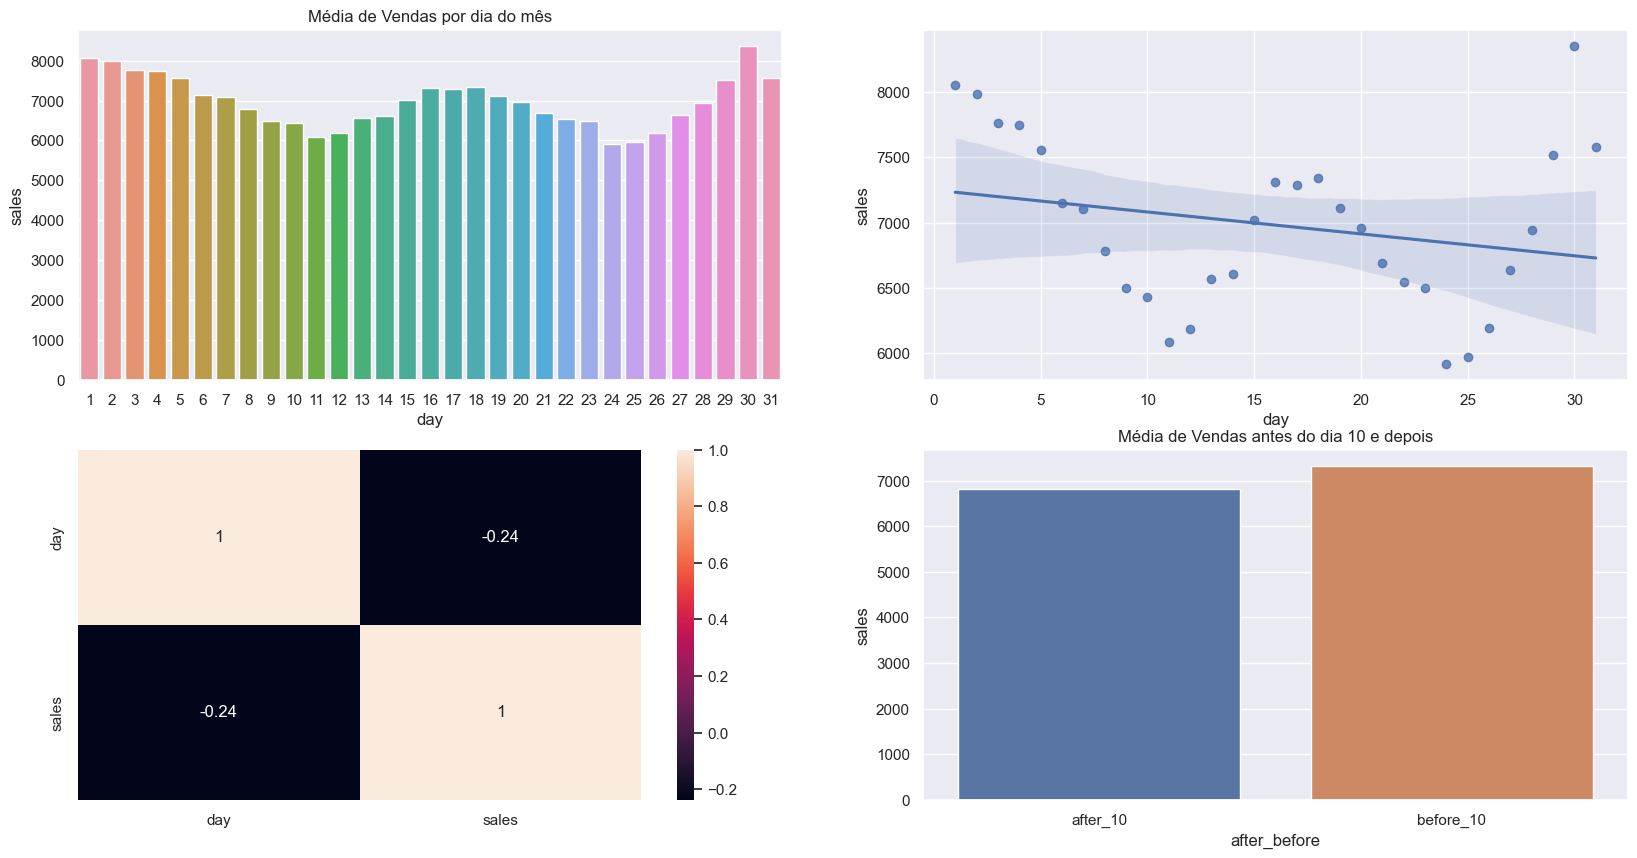 Média de Vendas por dia do mês
sales
8000
7000
6000
5000
4000
3000
2000
1000
0
1 2 3 4 5 6 7 8 9 10 11 12 13 14 15 16 17 18 19 20 21 22 23 24 25 26 27 28 29 30 31
day
sales
8000
7500
7000
6500
6000
0 5 10 15 20 25 30
day
day
sales
1
-0.24
-0.24
1
day sales
1.0
0.8
0.6
0.4
0.2
0.0
−0.2
Média de Vendas antes do dia 10 e depois
sales
7000
6000
5000
4000
3000
2000
1000
0
after_10 before_10
after_before